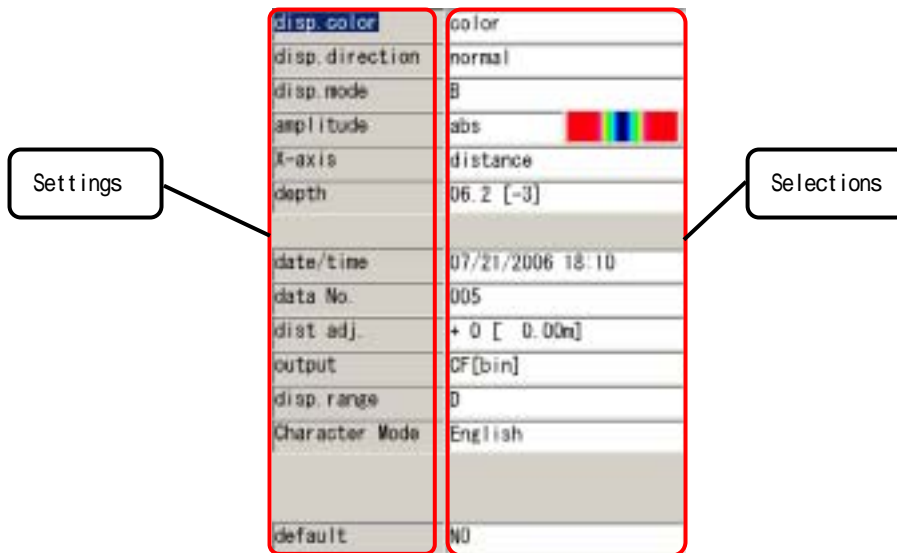 disp.color color
disp.direction normal
disp.mode B
amplitude abs
X-axis distance
depth 06.2 [-3]
date/time 07/21/2006 18:10
data No. 005
dist adj. + 0 [ 0.00m]
output CF[bin]
disp.range D
Character Mode English
default NO
Settings
Selections